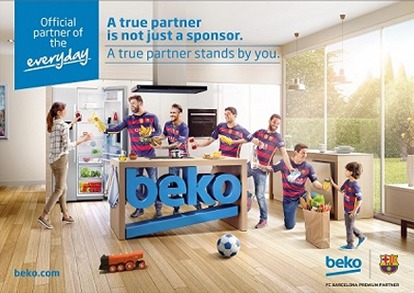 Official
partner of
the
everyday
A true partner
is not just a sponsor.
A true partner stands by you.
beko
beko.com
beko
FC BARCELONA PREMIUM PARTNER